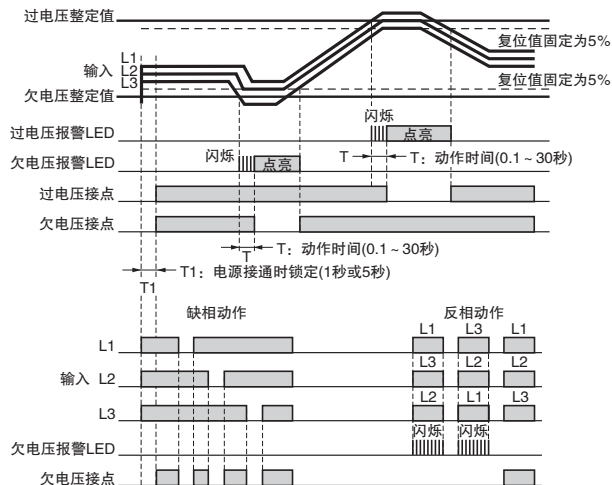 过电压整定值
L1
复位值固定为5%
输入 L2
L3
复位值固定为5%
欠电压整定值
闪烁
过电压报警LED
点亮
闪烁
T
T：动作时间(0.1～30秒)
欠电压报警LED
点亮
过电压接点
欠电压接点
T
T：动作时间(0.1～30秒)
T1：电源接通时锁定(1秒或5秒)
T1
缺相动作
反相动作
L1 L3 L1
L1
L3 L2 L2
输入 L2
L2 L1 L3
L3
闪烁 闪烁
欠电压报警LED
欠电压接点